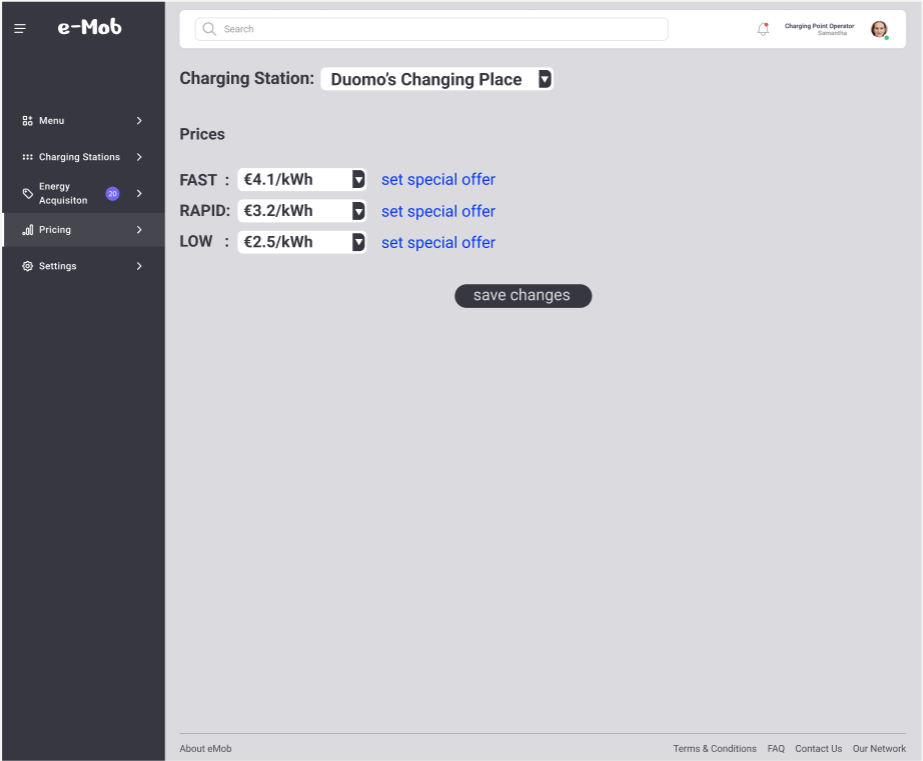 e-Mob
Search
Charging Point Operator
Samantha
Charging Station: Duomo's Changing Place
Menu
Charging Stations
Energy
Acquisiton
20
Pricing
Settings
Prices
FAST : €4.1/kWh set special offer
RAPID: €3.2/kWh set special offer
LOW : €2.5/kWh set special offer
save changes
About eMob
Terms & Conditions FAQ Contact Us Our Network